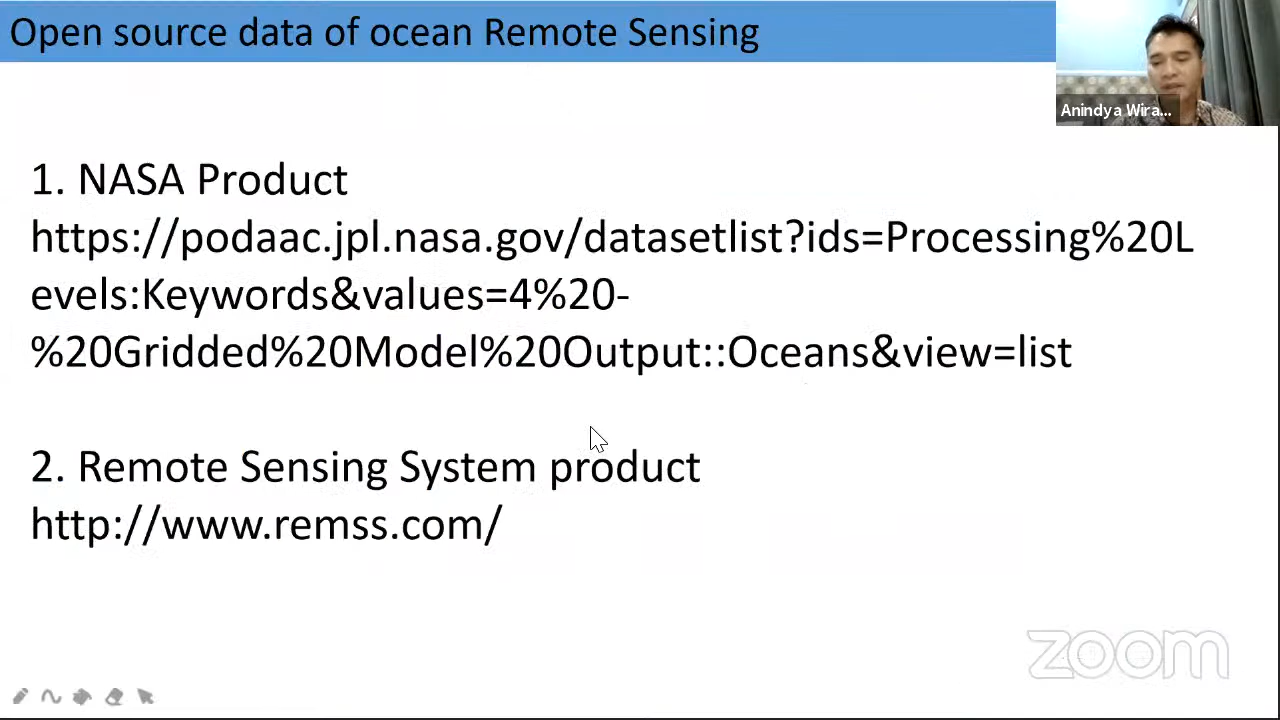 Open source data of ocean Remote Sensing
Anindya Wira...
1. NASA Product
https://podaac.jpl.nasa.gov/datasetlist?ids=Processing%20L
evels:Keywords&values=4%20-
%20Gridded%20Model%20Output::Oceans&view=list
2. Remote Sensing System product
http://www.remss.com/
zoom